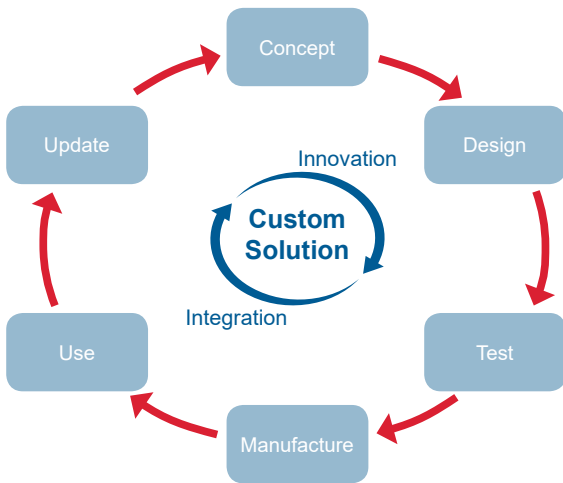 Concept
Update
Design
Innovation
Custom
Solution
Integration
Use
Test
Manufacture